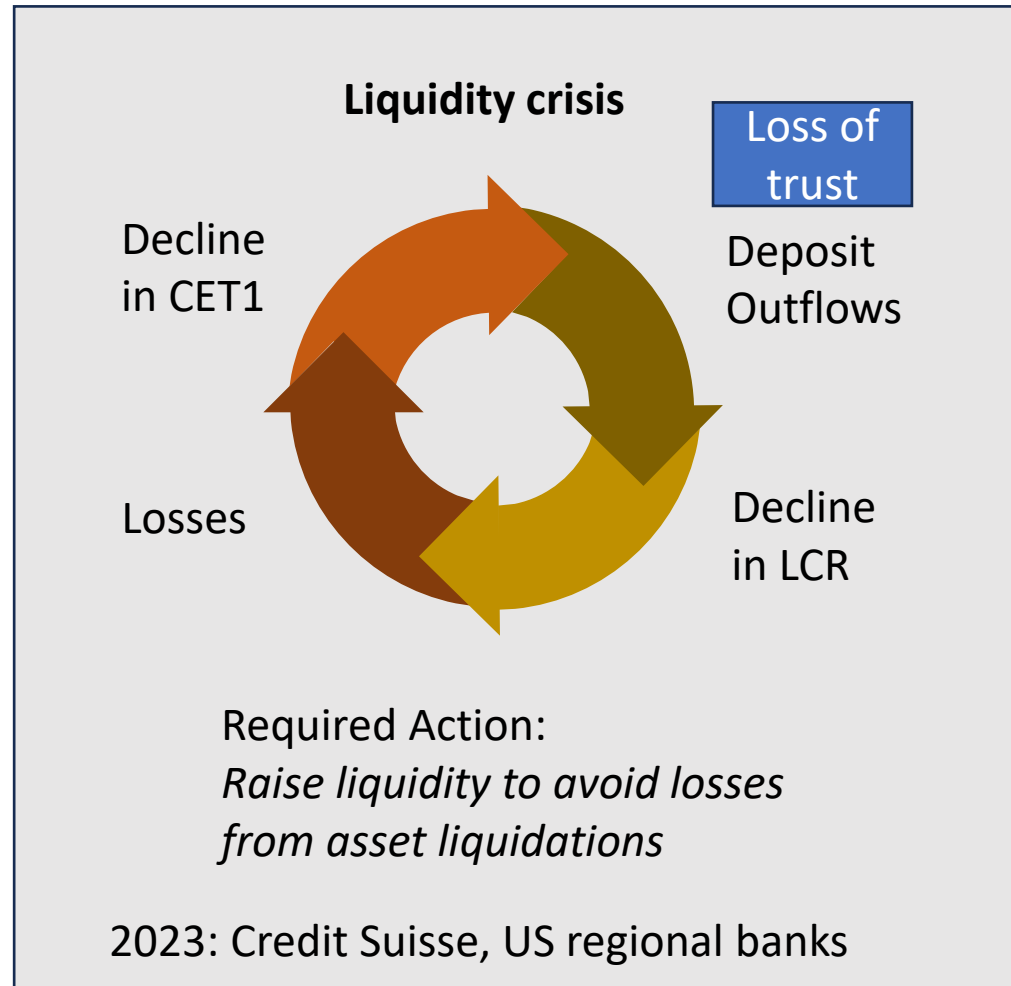 Liquidity crisis
Loss of
trust
Decline
in CET1
Deposit
Outflows
Losses
Decline
in LCR
Required Action:
Raise liquidity to avoid losses
from asset liquidations
2023: Credit Suisse, US regional banks